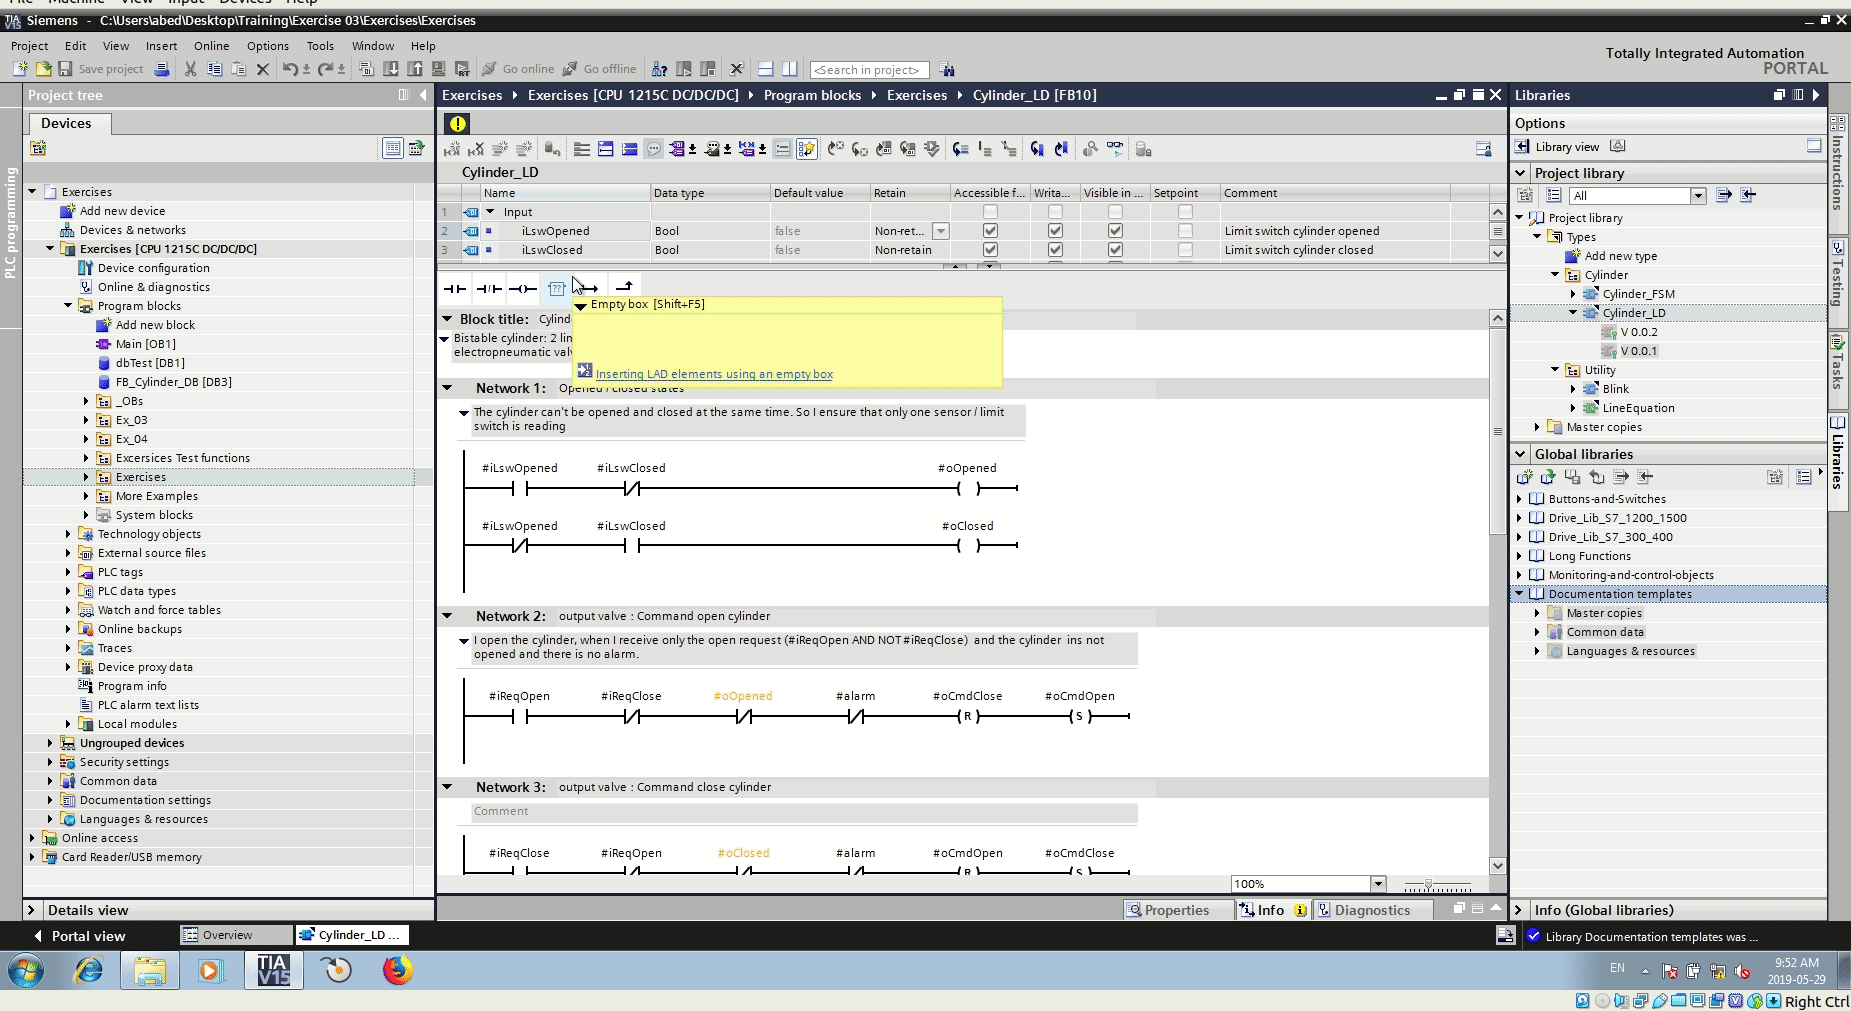 File Machine View Input Devices Help
Siemens - C:\Users\abed\Desktop\Training\Exercise 03\Exercises\Exercises
Project Edit View Insert Online Options Tools Window Help
Totally Integrated Automation
PORTAL
Save project
Go online
Go offline
<Search in project>
Project tree
Exercises
Exercises [CPU 1215C DC/DC/DC]
Program blocks
Exercises
Cylinder_LD [FB10]
Libraries
Devices
Options
Library view
PLC programming
Exercises
Add new device
Devices & networks
Exercises [CPU 1215C DC/DC/DC]
Device configuration
Online & diagnostics
Program blocks
Add new block
Main [OB1]
dbTest [DB1]
FB_Cylinder_DB [DB3]
_OBs
Ex_03
Ex_04
Excersices Test functions
Exercises
More Examples
System blocks
Technology objects
External source files
PLC tags
PLC data types
Watch and force tables
Online backups
Traces
Device proxy data
Program info
PLC alarm text lists
Local modules
Ungrouped devices
Security settings
Common data
Documentation settings
Languages & resources
Online access
Card Reader/USB memory
Details view
Cylinder_LD
Name Data type Default value Retain Accessible f... Writa... Visible in ... Setpoint Comment
1 Input
2 iLswOpened Bool false Non-ret... Limit switch cylinder opened
3 iLswClosed Bool false Non-retain Limit switch cylinder closed
??
Empty box [Shift+F5]
Inserting LAD elements using an empty box
Block title: Cylind
Bistable cylinder: 2 lin
electropneumatic val
Network 1: Opened / closed states
The cylinder can't be opened and closed at the same time. So I ensure that only one sensor / limit
switch is reading
#iLswOpened #iLswClosed #oOpened
#iLswOpened #iLswClosed #oClosed
Network 2: output valve : Command open cylinder
I open the cylinder, when I receive only the open request (#iReqOpen AND NOT #iReqClose) and the cylinder ins not
opened and there is no alarm.
#iReqOpen #iReqClose #oOpened #alarm #oCmdClose #oCmdOpen
R S
Network 3: output valve : Command close cylinder
Comment
#iReqClose #iReqOpen #oClosed #alarm #oCmdOpen #oCmdClose
R S
100%
Properties Info Diagnostics
Project library
All
Project library
Types
Add new type
Cylinder
Cylinder_FSM
Cylinder_LD
V 0.0.2
V 0.0.1
Utility
Blink
LineEquation
Master copies
Global libraries
Buttons-and-Switches
Drive_Lib_S7_1200_1500
Drive_Lib_S7_300_400
Long Functions
Monitoring-and-control-objects
Documentation templates
Master copies
Common data
Languages & resources
Info (Global libraries)
Instructions
Testing
Tasks
Libraries
Portal view
Overview
Cylinder_LD ...
Library Documentation templates was ...
TIA
V15
EN
9:52 AM
2019-05-29
Right Ctrl